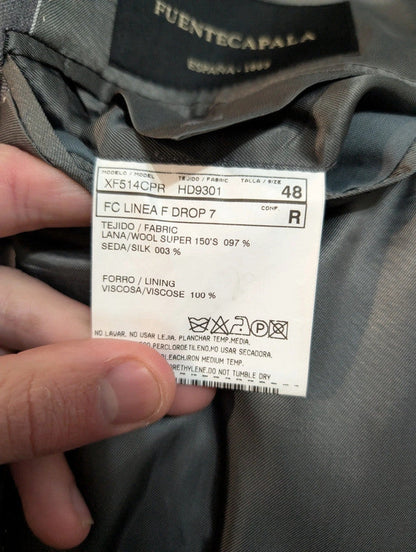 FUENTECAPALA
ESPAÑA
MODELO / MODEL TEJIDO / FABRIC TALLA / SIZE
XF514CPR HD9301 48
FC LINEA F DROP 7 CONF. R
TEJIDO / FABRIC
LANA/WOOL SUPER 150'S 097 %
SEDA/SILK 003 %
FORRO / LINING
VISCOSA/VISCOSE 100 %
NO LAVAR, NO USAR LEJIA, PLANCHAR TEMP.MEDIA,
PERCLOROETILENO,NO USAR SECADORA.
BLEACH,IRON MEDIUM TEMP.
DO NOT TUMBLE DRY